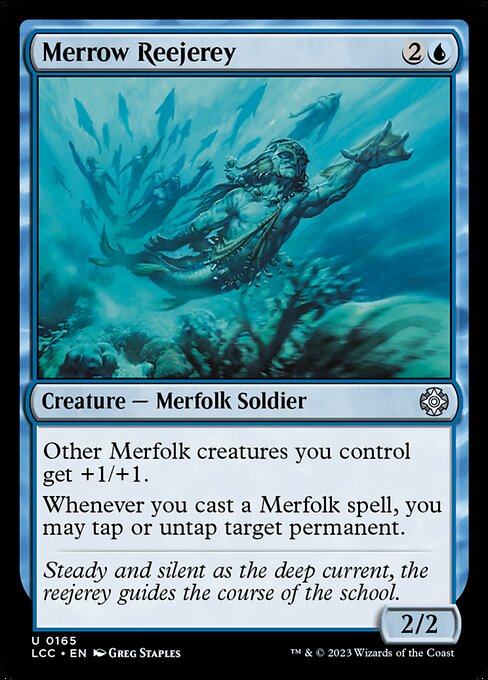 Merrow Reejerey 2
Creature — Merfolk Soldier
Other Merfolk creatures you control
get +1/+1.
Whenever you cast a Merfolk spell, you
may tap or untap target permanent.
Steady and silent as the deep current, the
reejerey guides the course of the school.
2/2
U 0165
LCC • EN Greg Staples
™ & © 2023 Wizards of the Coast